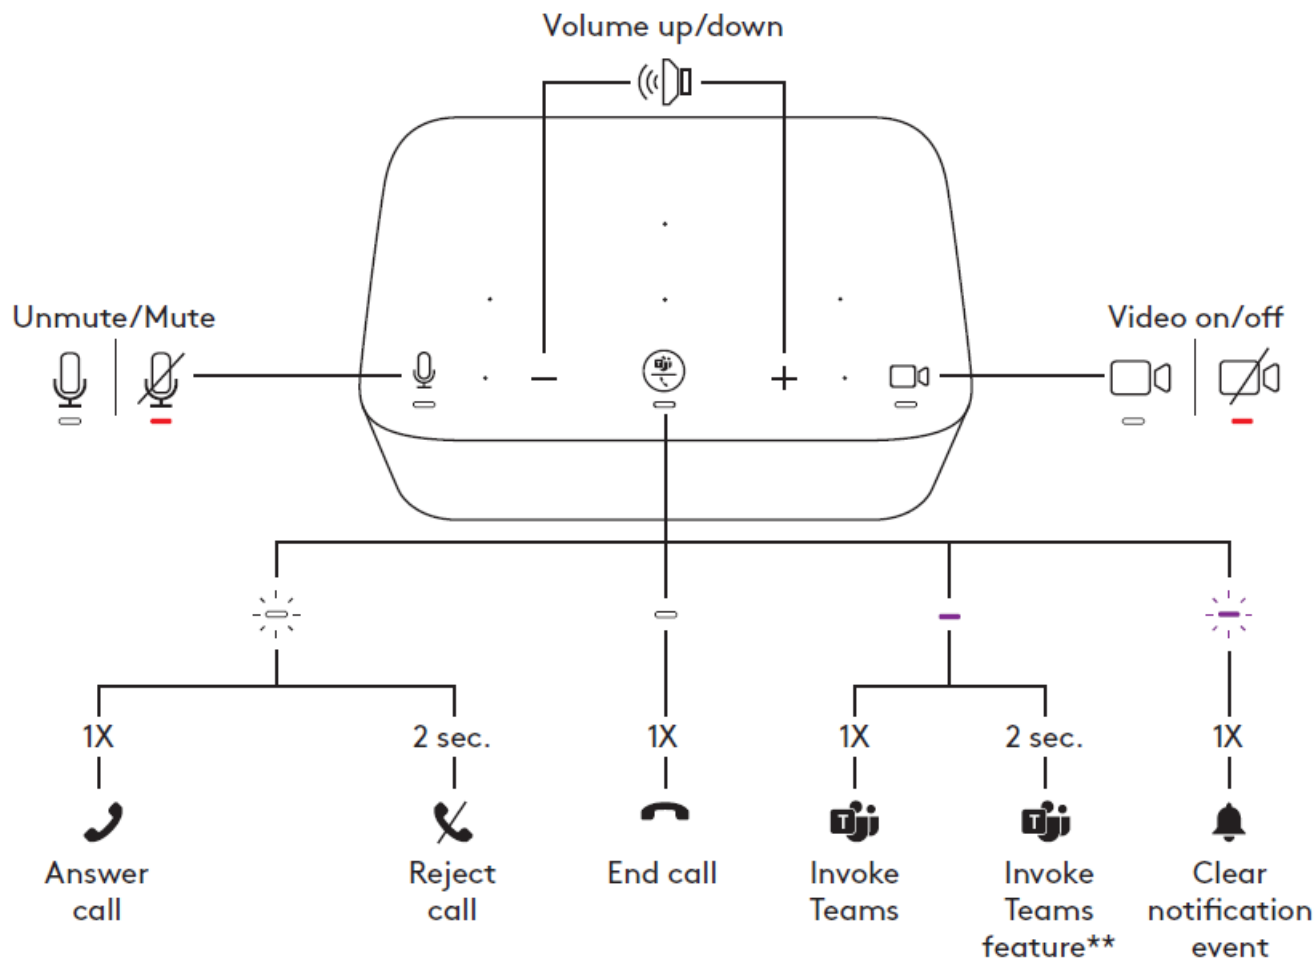 Volume up/down
Unmute/Mute
Video on/off
1X
2 sec.
1X
1X
2 sec.
1X
Answer
call
Reject
call
End call
Invoke
Teams
Invoke
Teams
feature**
Clear
notification
event